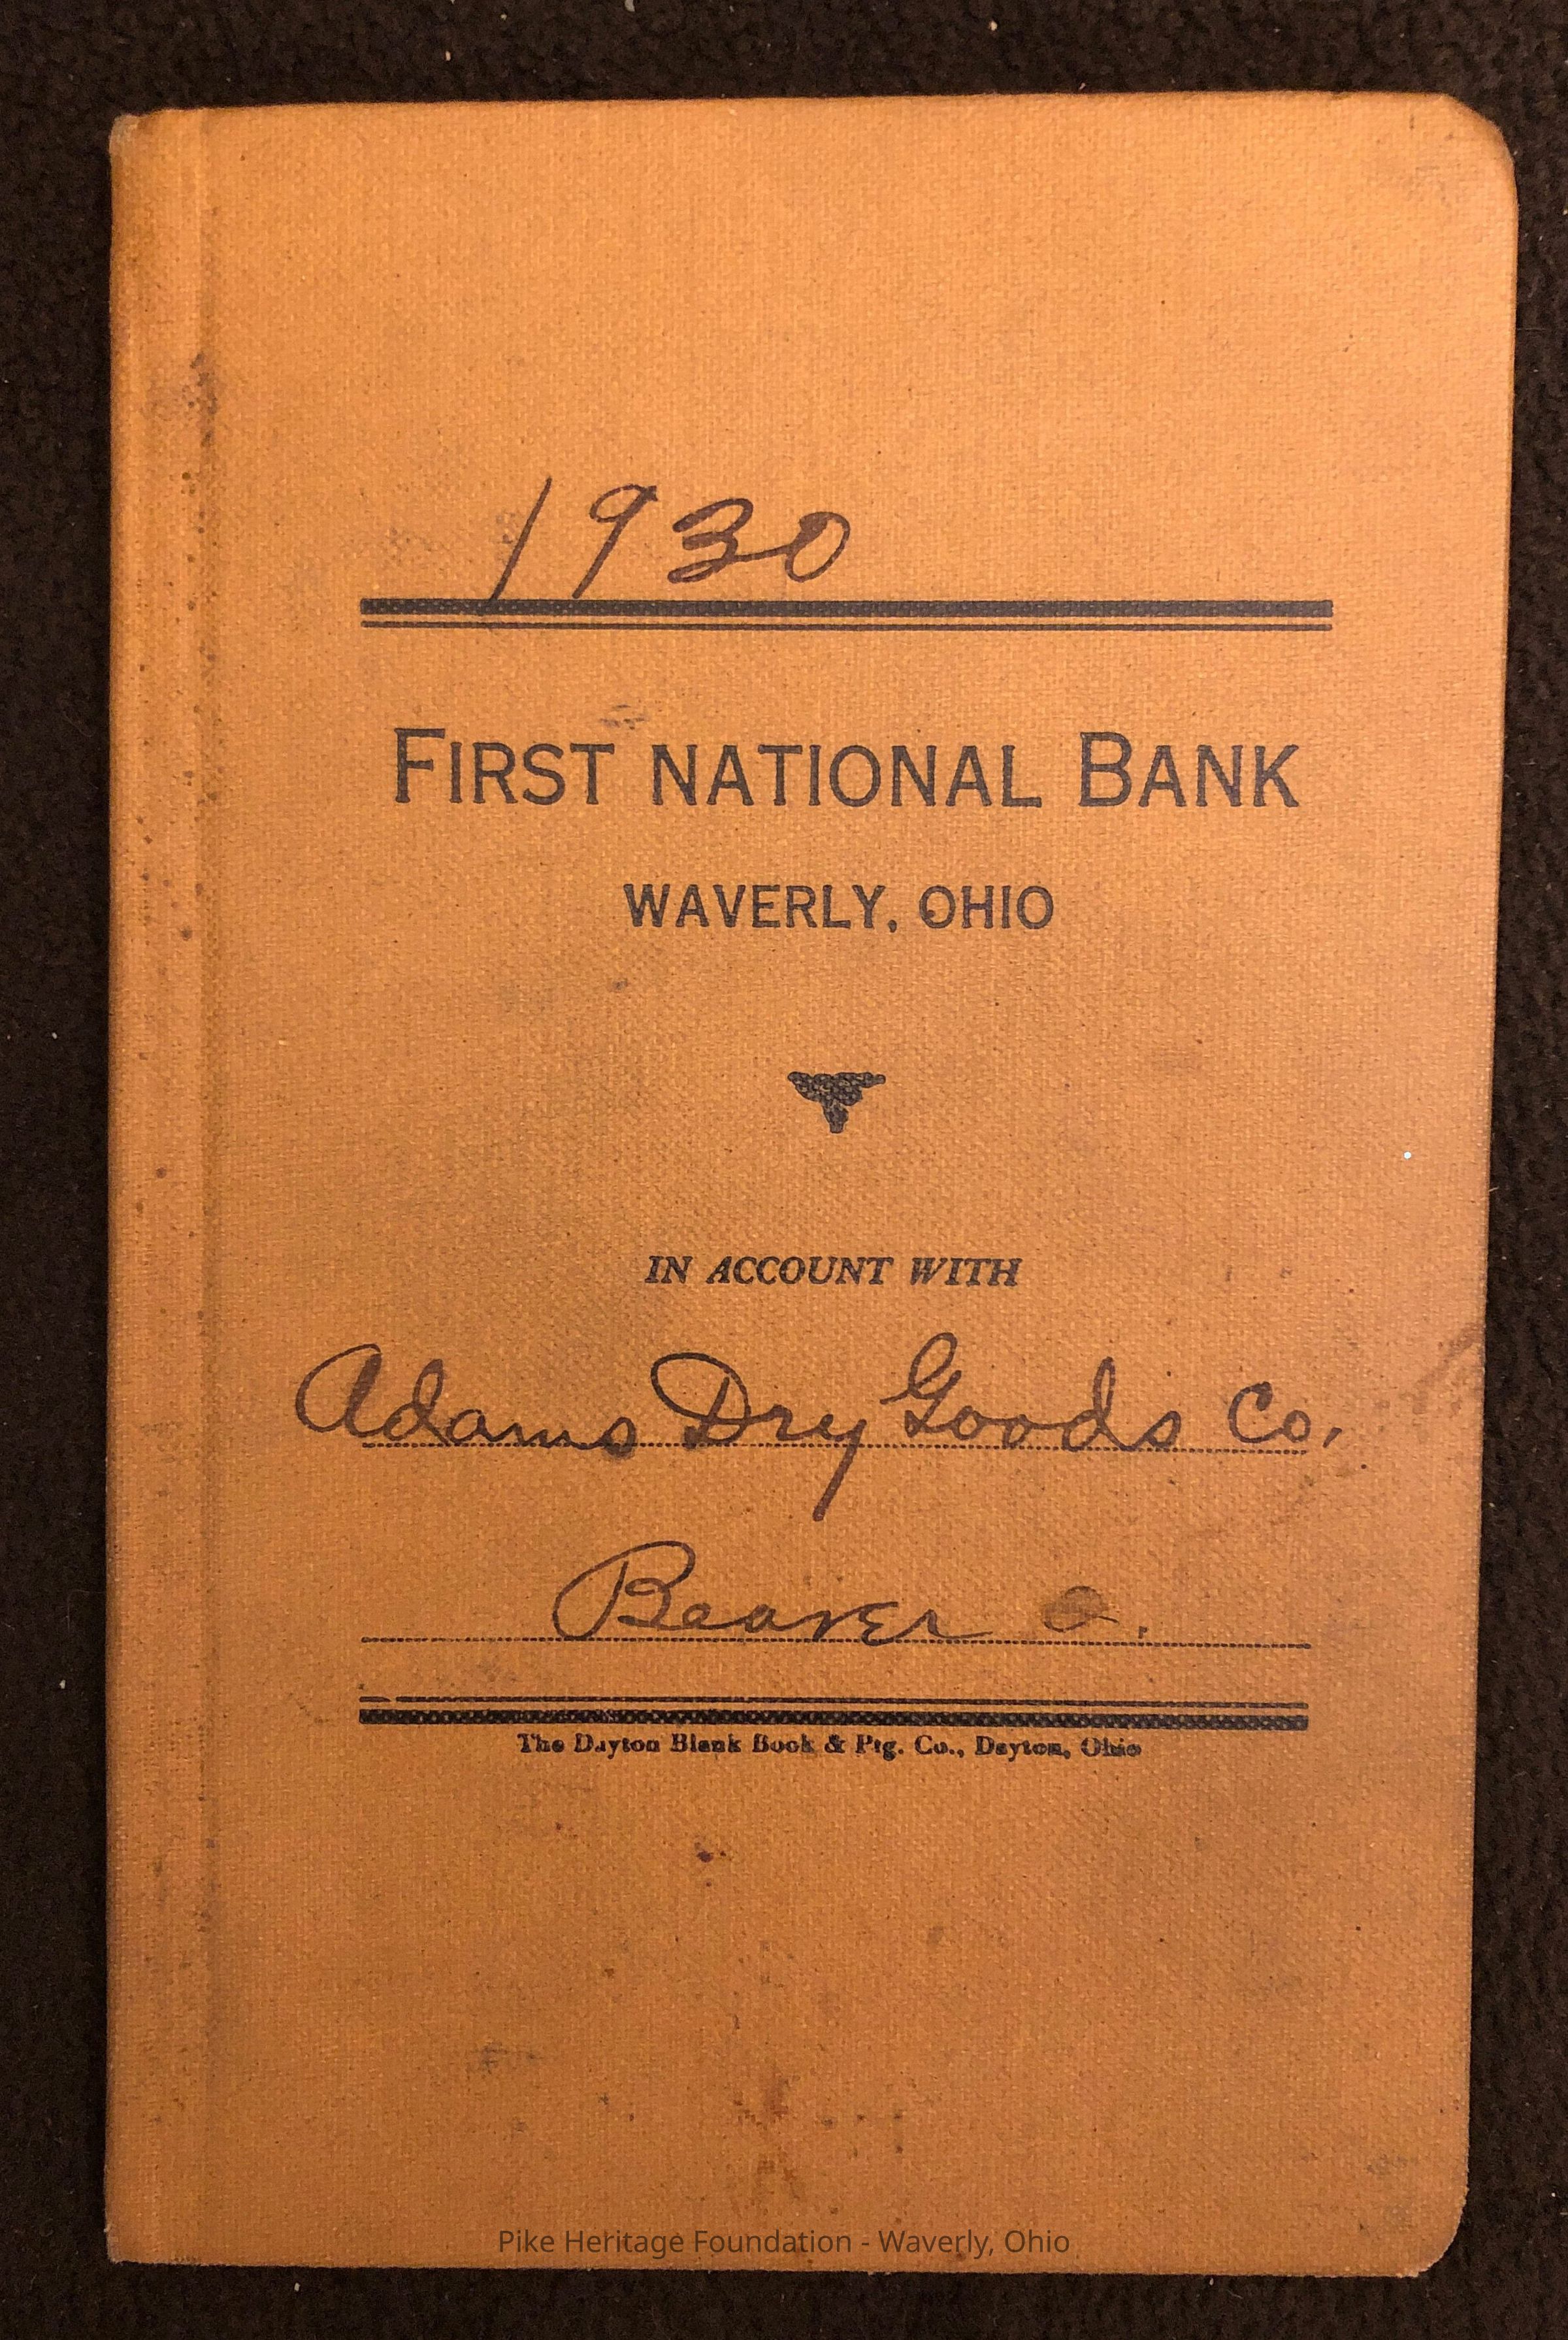 1930
FIRST NATIONAL BANK
WAVERLY, OHIO
IN ACCOUNT WITH
Adams Dry Goods Co.
Beaver O.
The Dayton Blank Book & Ptg. Co., Dayton, Ohio
Pike Heritage Foundation - Waverly, Ohio